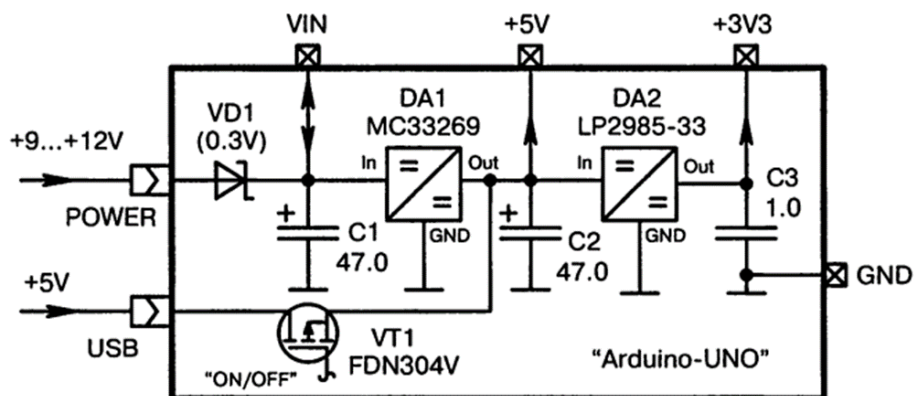 VIN
+5V
+3V3
VD1
(0.3V)
DA1
MC33269
DA2
LP2985-33
+9...+12V
In
Out
In
Out
POWER
+
C1
47.0
GND
+
C2
47.0
GND
C3
1.0
GND
+5V
USB
VT1
FDN304V
"ON/OFF"
"Arduino-UNO"